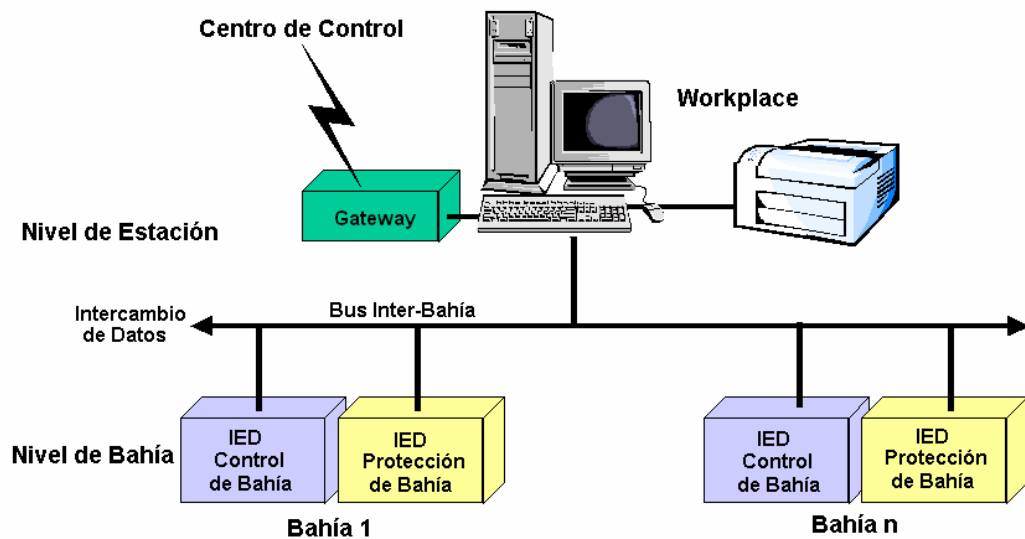 Centro de Control
Workplace
Gateway
Nivel de Estación
Intercambio
de Datos
Bus Inter-Bahía
Nivel de Bahía
IED
Control
de Bahía
IED
Protección
de Bahía
IED
Control
de Bahía
IED
Protección
de Bahía
Bahía 1
Bahía n